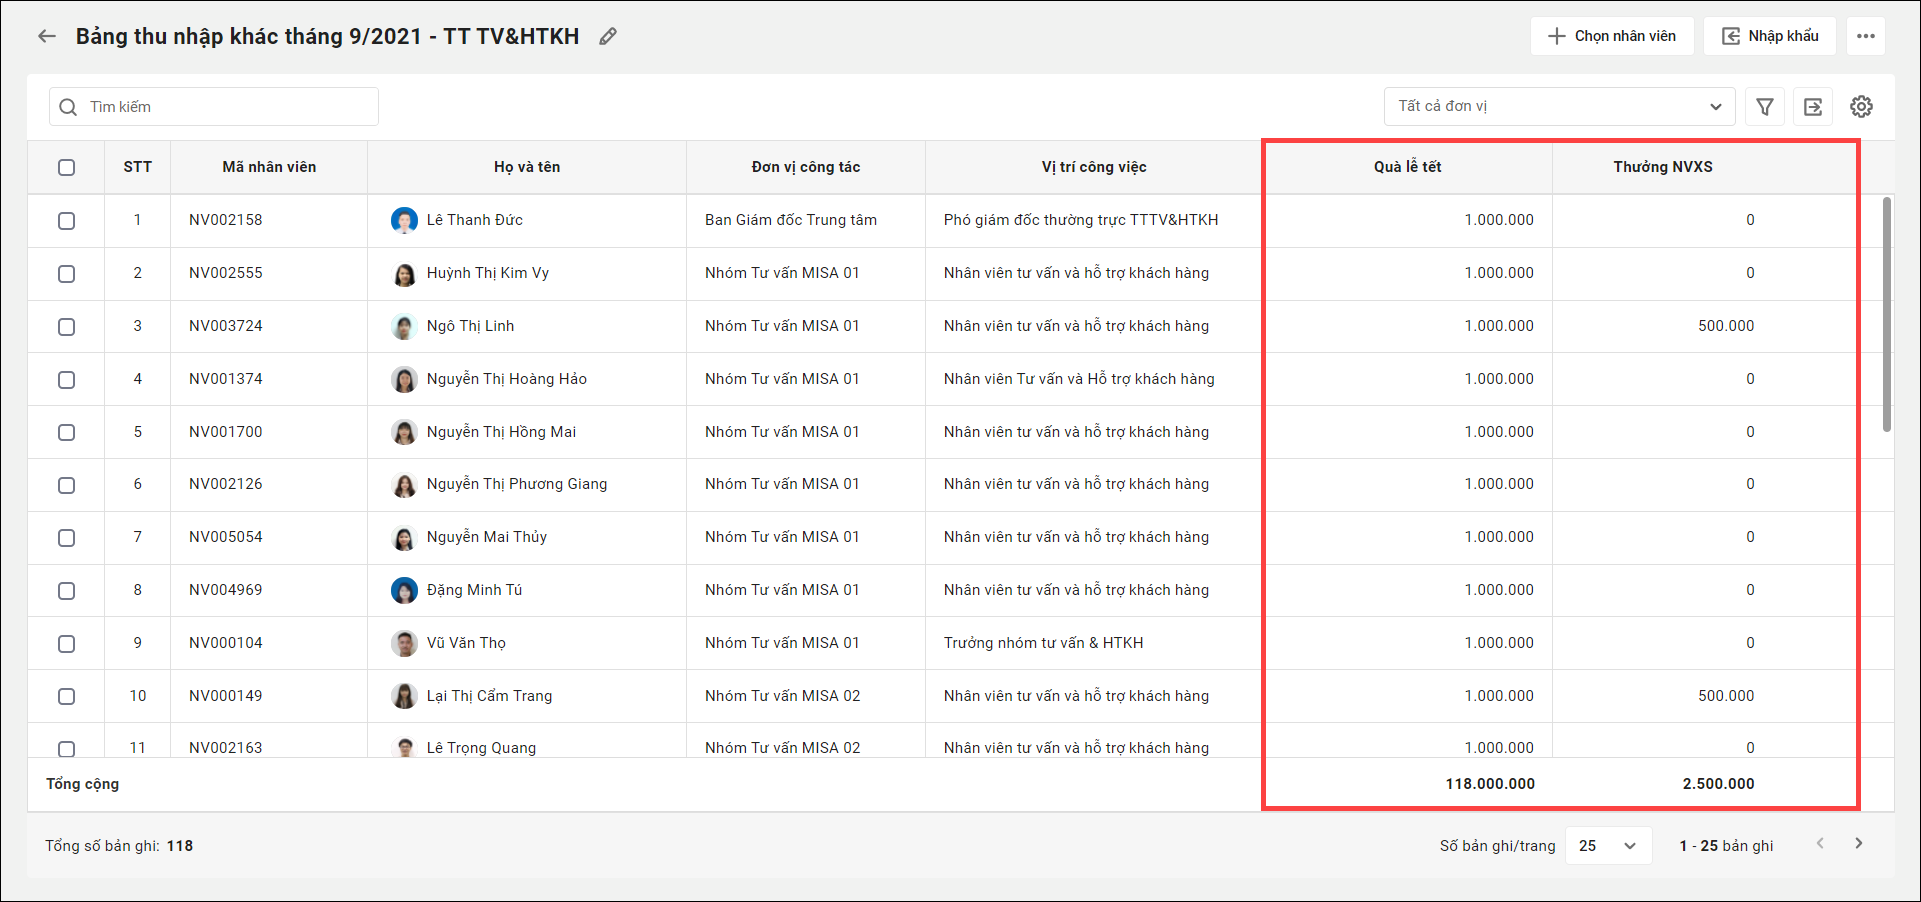 Bảng thu nhập khác tháng 9/2021 - TT TV&HTKH
Chọn nhân viên Nhập khẩu
Tìm kiếm Tất cả đơn vị
STT Mã nhân viên Họ và tên Đơn vị công tác Vị trí công việc Quà lễ tết Thưởng NVXS
1 NV002158 Lê Thanh Đức Ban Giám đốc Trung tâm Phó giám đốc thường trực TTTV&HTKH 1.000.000 0
2 NV002555 Huỳnh Thị Kim Vy Nhóm Tư vấn MISA 01 Nhân viên tư vấn và hỗ trợ khách hàng 1.000.000 0
3 NV003724 Ngô Thị Linh Nhóm Tư vấn MISA 01 Nhân viên tư vấn và hỗ trợ khách hàng 1.000.000 500.000
4 NV001374 Nguyễn Thị Hoàng Hảo Nhóm Tư vấn MISA 01 Nhân viên Tư vấn và Hỗ trợ khách hàng 1.000.000 0
5 NV001700 Nguyễn Thị Hồng Mai Nhóm Tư vấn MISA 01 Nhân viên tư vấn và hỗ trợ khách hàng 1.000.000 0
6 NV002126 Nguyễn Thị Phương Giang Nhóm Tư vấn MISA 01 Nhân viên tư vấn và hỗ trợ khách hàng 1.000.000 0
7 NV005054 Nguyễn Mai Thủy Nhóm Tư vấn MISA 01 Nhân viên tư vấn và hỗ trợ khách hàng 1.000.000 0
8 NV004969 Đặng Minh Tú Nhóm Tư vấn MISA 01 Nhân viên tư vấn và hỗ trợ khách hàng 1.000.000 0
9 NV000104 Vũ Văn Thọ Nhóm Tư vấn MISA 01 Trưởng nhóm tư vấn & HTKH 1.000.000 0
10 NV000149 Lại Thị Cẩm Trang Nhóm Tư vấn MISA 02 Nhân viên tư vấn và hỗ trợ khách hàng 1.000.000 500.000
11 NV002163 Lê Trọng Quang Nhóm Tư vấn MISA 02 Nhân viên tư vấn và hỗ trợ khách hàng 1.000.000 0
Tổng cộng 118.000.000 2.500.000
Tổng số bản ghi: 118 Số bản ghi/trang 25 1 - 25 bản ghi